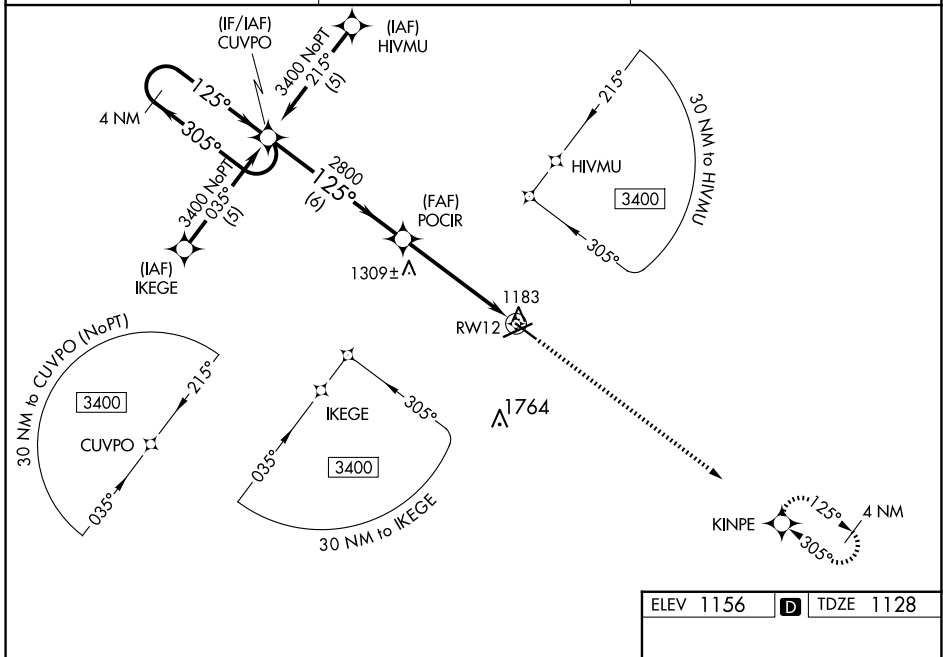 (IF/IAF)
CUVPO
(IAF)
HIVMU
3400 NoPT
215°
(5)
125°
4 NM
305°
3400 NoPT
035°
(5)
(IAF)
IKEGE
2800
125°
(6)
(FAF)
POCIR
1309±
1183
RW12
215°
HIVMU
3400
305°
30 NM to HIVMU
30 NM to CUVPO (NoPT)
3400
215°
CUVPO
035°
305°
IKEGE
035°
3400
30 NM to IKEGE
1764
KINPE
125°
305°
4 NM
ELEV 1156 D TDZE 1128